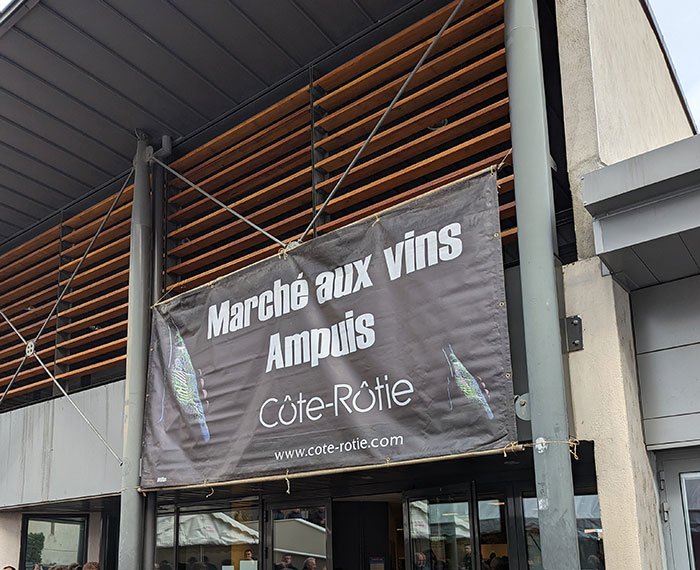 Marché aux vins
Ampuis
Côte-Rôtie
www.cote-rotie.com